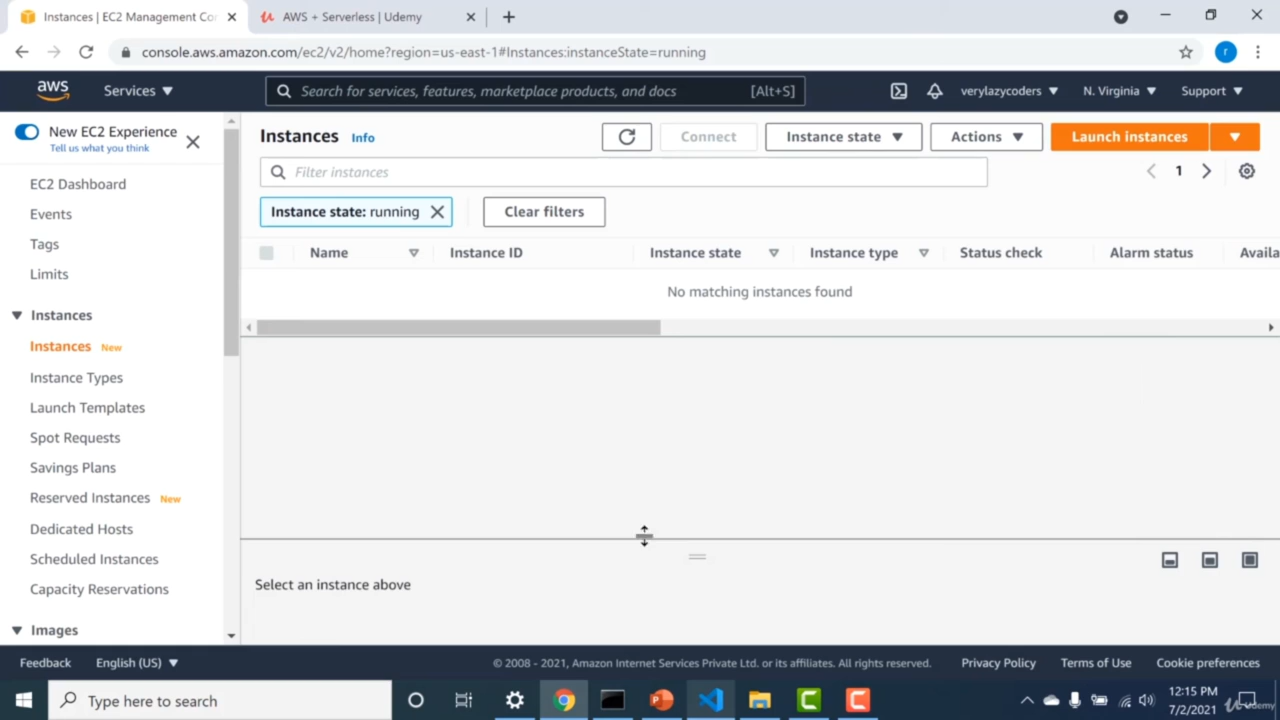 Instances | EC2 Management Con
AWS + Serverless | Udemy
console.aws.amazon.com/ec2/v2/home?region=us-east-1#Instances:instanceState=running
r
aws
Services
Search for services, features, marketplace products, and docs
[Alt+S]
verylazycoders
N. Virginia
Support
New EC2 Experience
Tell us what you think
EC2 Dashboard
Events
Tags
Limits
Instances
Instances New
Instance Types
Launch Templates
Spot Requests
Savings Plans
Reserved Instances New
Dedicated Hosts
Scheduled Instances
Capacity Reservations
Images
Instances Info
Connect
Instance state
Actions
Launch instances
Filter instances
1
Instance state: running
Clear filters
Name
Instance ID
Instance state
Instance type
Status check
Alarm status
Availa
No matching instances found
Select an instance above
Feedback
English (US)
© 2008 - 2021, Amazon Internet Services Private Ltd. or its affiliates. All rights reserved.
Privacy Policy
Terms of Use
Cookie preferences
Type here to search
12:15 PM
7/2/2021
Udemy